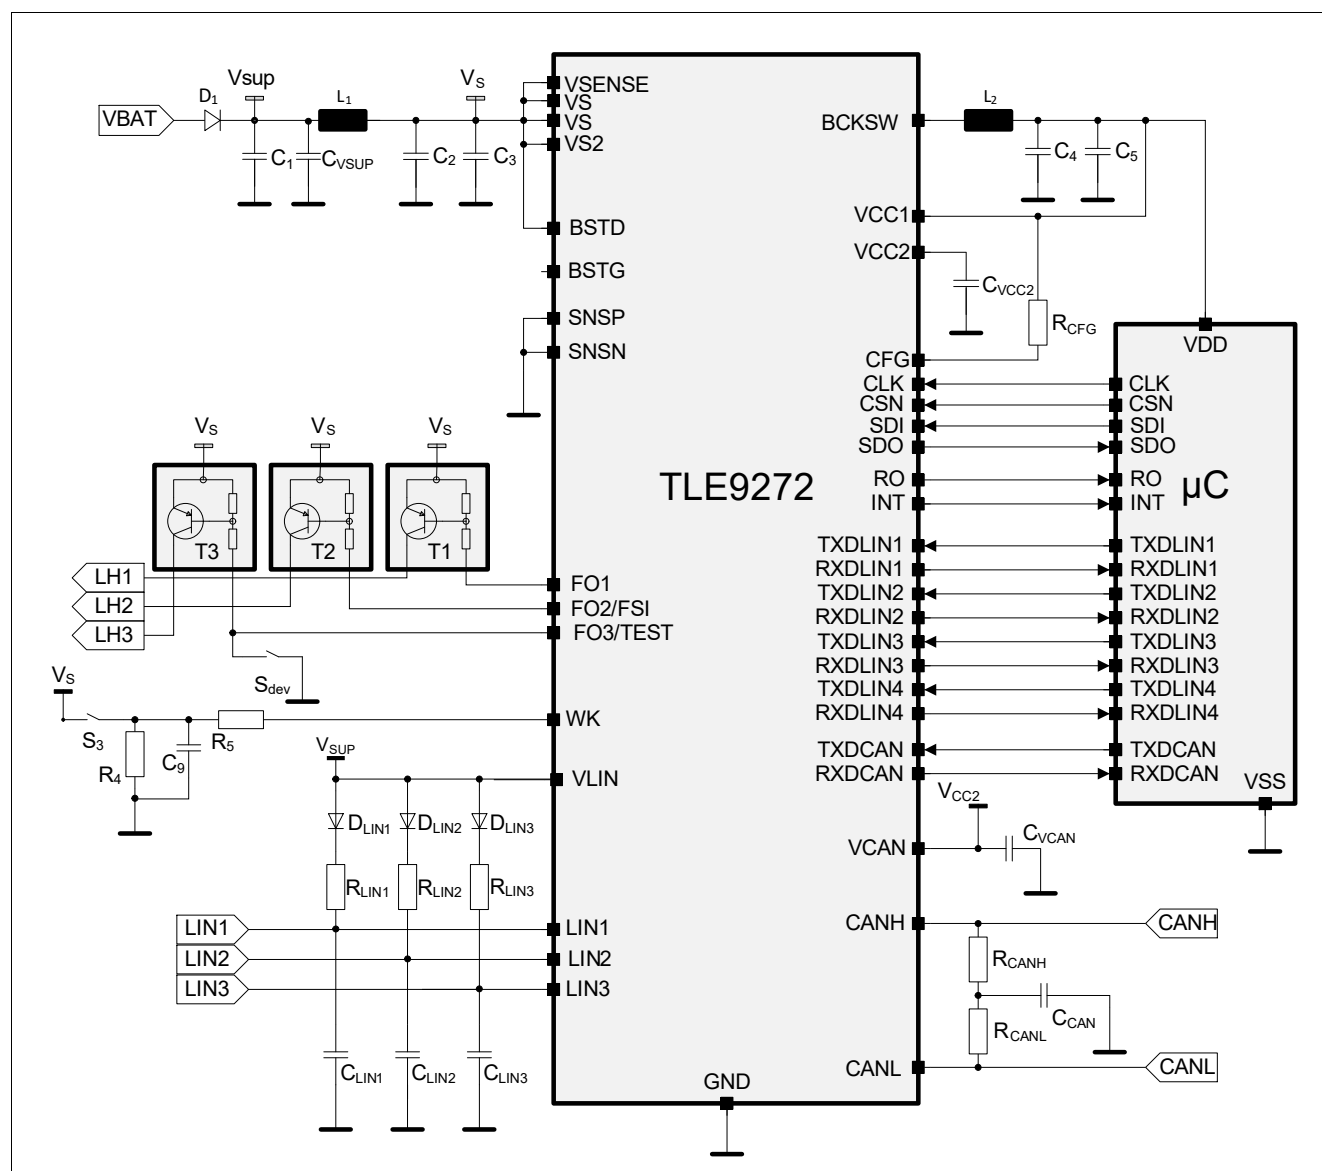 Vsup
VS
D1
L1
VBAT
C1
CVSUP
C2
C3
VSENSE
VS
VS
VS2
BSTD
BSTG
SNSP
SNSN
BCKSW
L2
C4
C5
VCC1
VCC2
CVCC2
RCFG
CFG
VDD
CLK
CSN
SDI
SDO
RO
INT
TXDLIN1
RXDLIN1
TXDLIN2
RXDLIN2
TXDLIN3
RXDLIN3
TXDLIN4
RXDLIN4
TXDCAN
RXDCAN
CLK
CSN
SDI
SDO
RO
INT
TXDLIN1
RXDLIN1
TXDLIN2
RXDLIN2
TXDLIN3
RXDLIN3
TXDLIN4
RXDLIN4
TXDCAN
RXDCAN
µC
VSS
TLE9272
VS
VS
VS
T3
T2
T1
LH1
LH2
LH3
FO1
FO2/FSI
FO3/TEST
Sdev
VS
S3
R4
C9
R5
WK
VSUP
VLIN
DLIN1
DLIN2
DLIN3
RLIN1
RLIN2
RLIN3
LIN1
LIN2
LIN3
LIN1
LIN2
LIN3
CLIN1
CLIN2
CLIN3
GND
VCC2
VCAN
CVCAN
CANH
CANH
RCANH
CCAN
RCANL
CANL
CANL